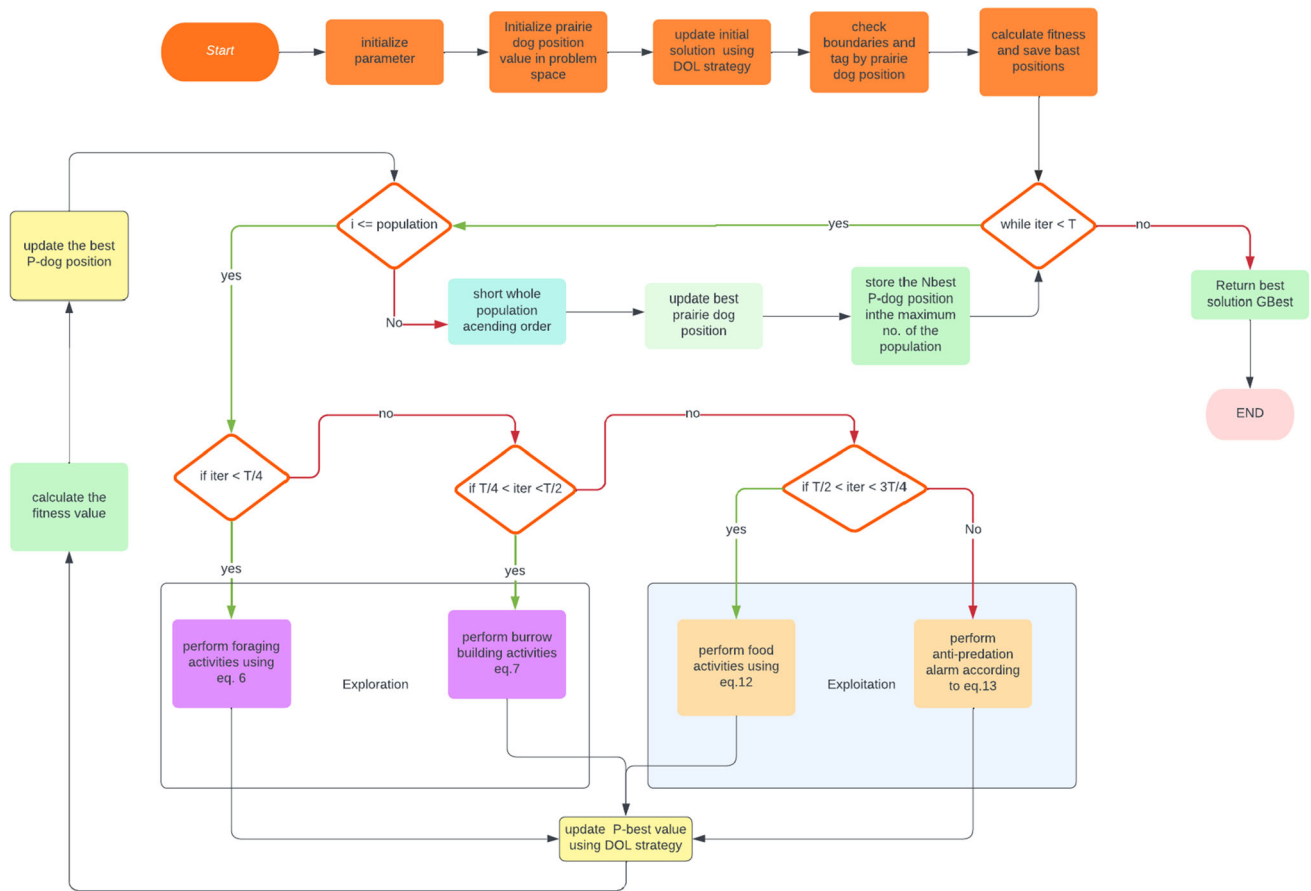 Start
initialize
parameter
Initialize prairie
dog position
value in problem
space
update initial
solution using
DOL strategy
check
boundaries and
tag by prairie
dog position
calculate fitness
and save bast
positions
i <= population
yes
while iter < T
no
update the best
P-dog position
yes
No
short whole
population
acending order
update best
prairie dog
position
store the Nbest
P-dog position
inthe maximum
no. of the
population
Return best
solution GBest
END
no
no
if iter < T/4
if T/4 < iter <T/2
if T/2 < iter < 3T/4
calculate the
fitness value
yes
yes
yes
No
perform foraging
activities using
eq. 6
Exploration
perform burrow
building activities
eq.7
perform food
activities using
eq.12
Exploitation
perform
anti-predation
alarm according
to eq.13
update P-best value
using DOL strategy